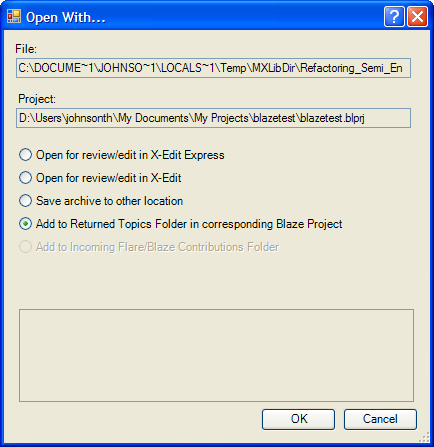 Open With...
File:
C:\DOCUME~1\JOHNSO~1\LOCALS~1\Temp\MXLibDir\Refactoring_Semi_En
Project:
D:\Users\johnsonth\My Documents\My Projects\blazetest\blazetest.blprj
Open for review/edit in X-Edit Express
Open for review/edit in X-Edit
Save archive to other location
Add to Returned Topics Folder in corresponding Blaze Project
Add to Incoming Flare/Blaze Contributions Folder
OK Cancel